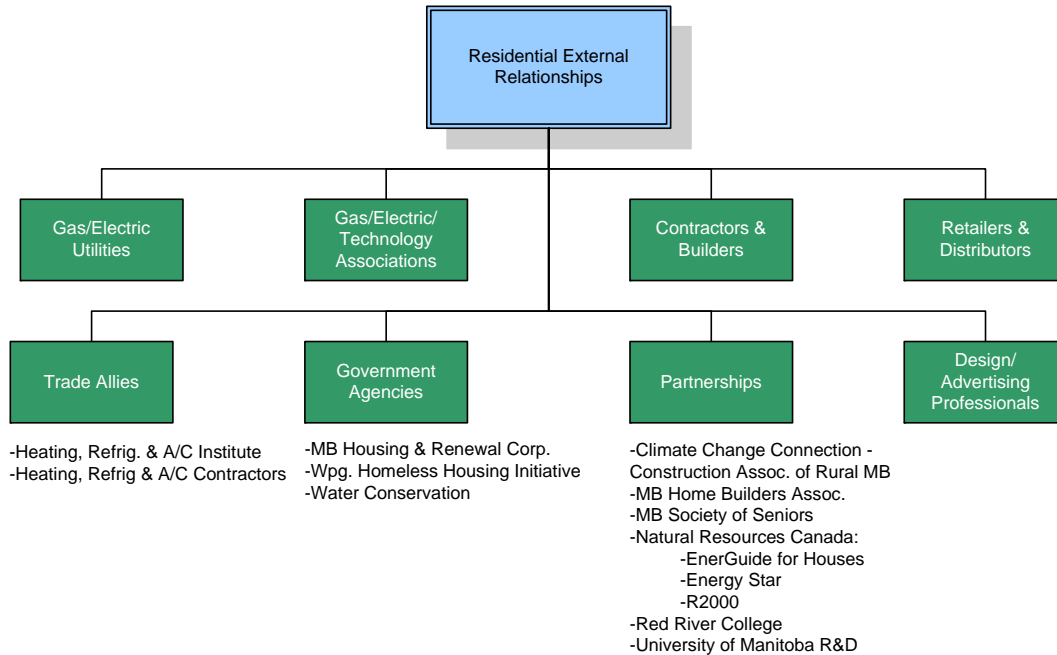 Residential External
Relationships
Gas/Electric
Utilities
Gas/Electric/
Technology
Associations
Contractors &
Builders
Retailers &
Distributors
Trade Allies
Government
Agencies
Partnerships
Design/
Advertising
Professionals
-Heating, Refrig. & A/C Institute
-Heating, Refrig & A/C Contractors
-MB Housing & Renewal Corp.
-Wpg. Homeless Housing Initiative
-Water Conservation
-Climate Change Connection -
Construction Assoc. of Rural MB
-MB Home Builders Assoc.
-MB Society of Seniors
-Natural Resources Canada:
-EnerGuide for Houses
-Energy Star
-R2000
-Red River College
-University of Manitoba R&D